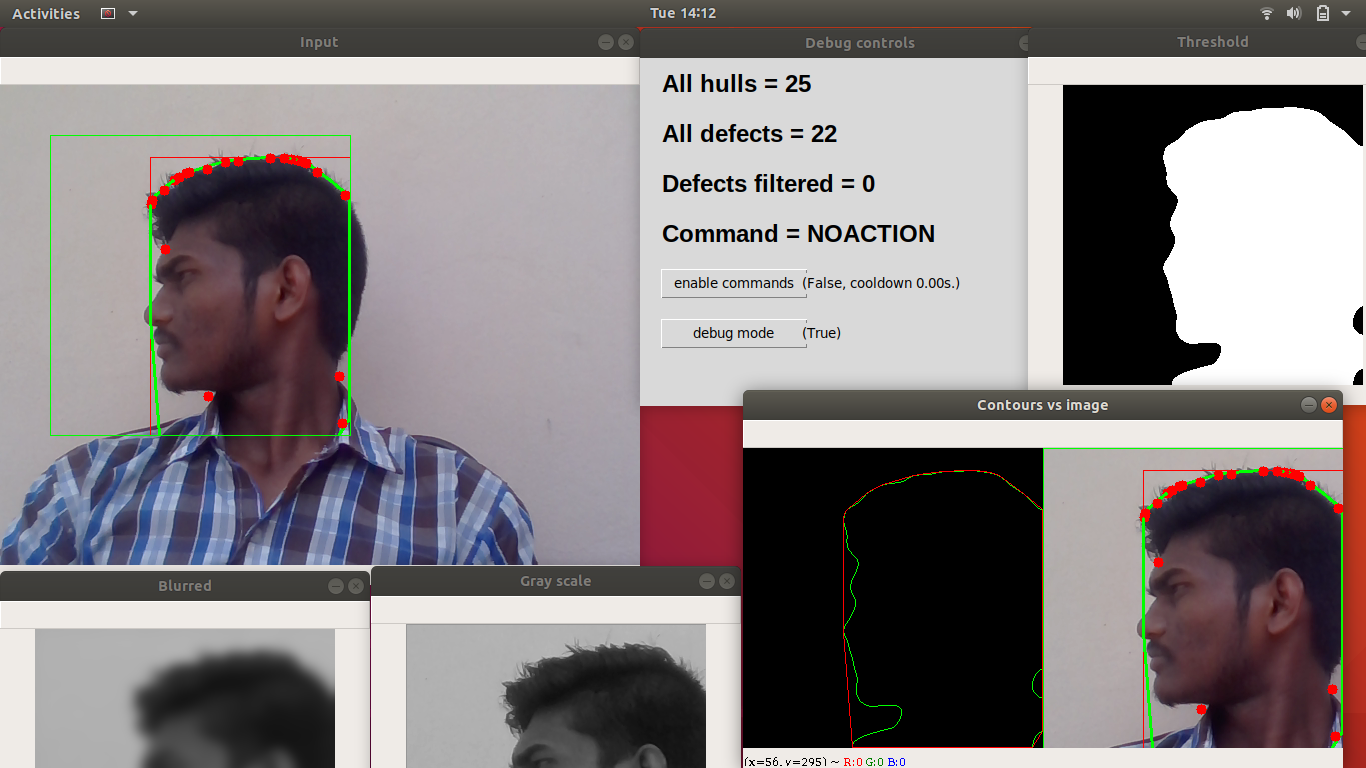 Activities
Tue 14:12
Input
Debug controls
Threshold
All hulls = 25
All defects = 22
Defects filtered = 0
Command = NOACTION
enable commands (False, cooldown 0.00s.)
debug mode (True)
Contours vs image
Blurred
Gray scale
(x=56, y=295) ~ R:0 G:0 B:0